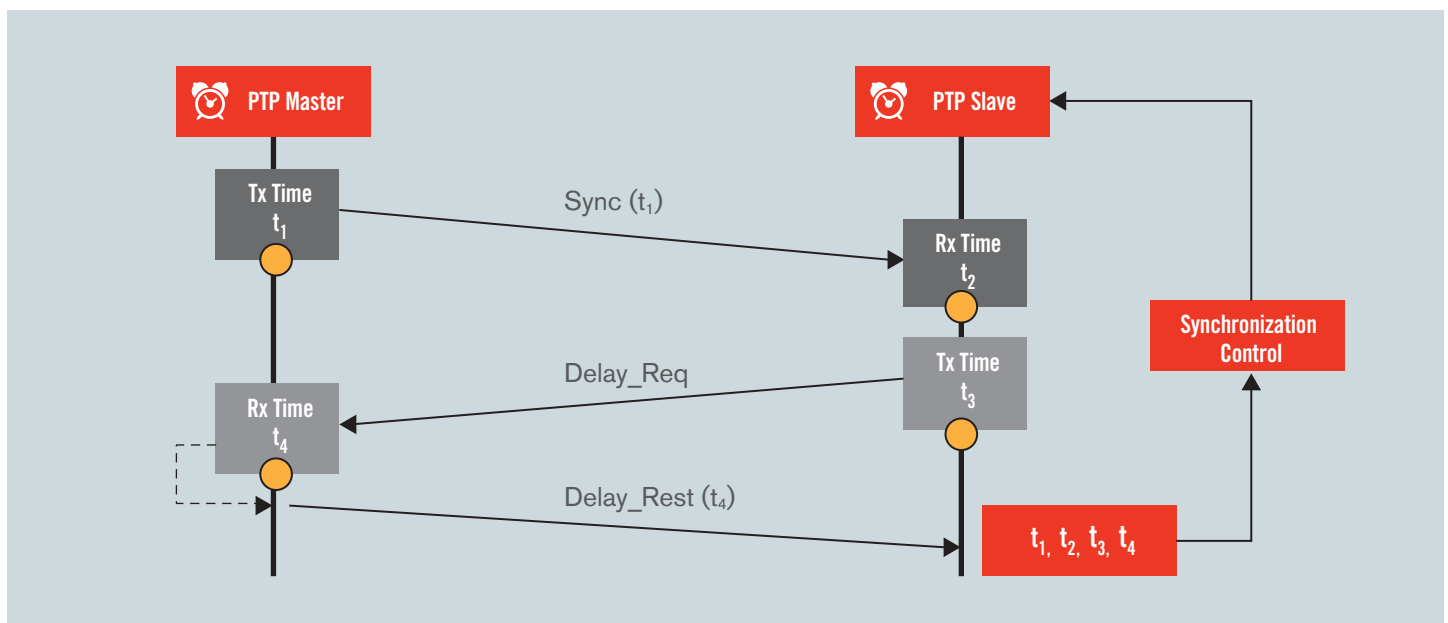 PTP Master
PTP Slave
Tx Time
t₁
Sync (t₁)
Rx Time
t₂
Synchronization
Control
Tx Time
t₃
Delay_Req
Rx Time
t₄
Delay_Rest (t₄)
t₁, t₂, t₃, t₄